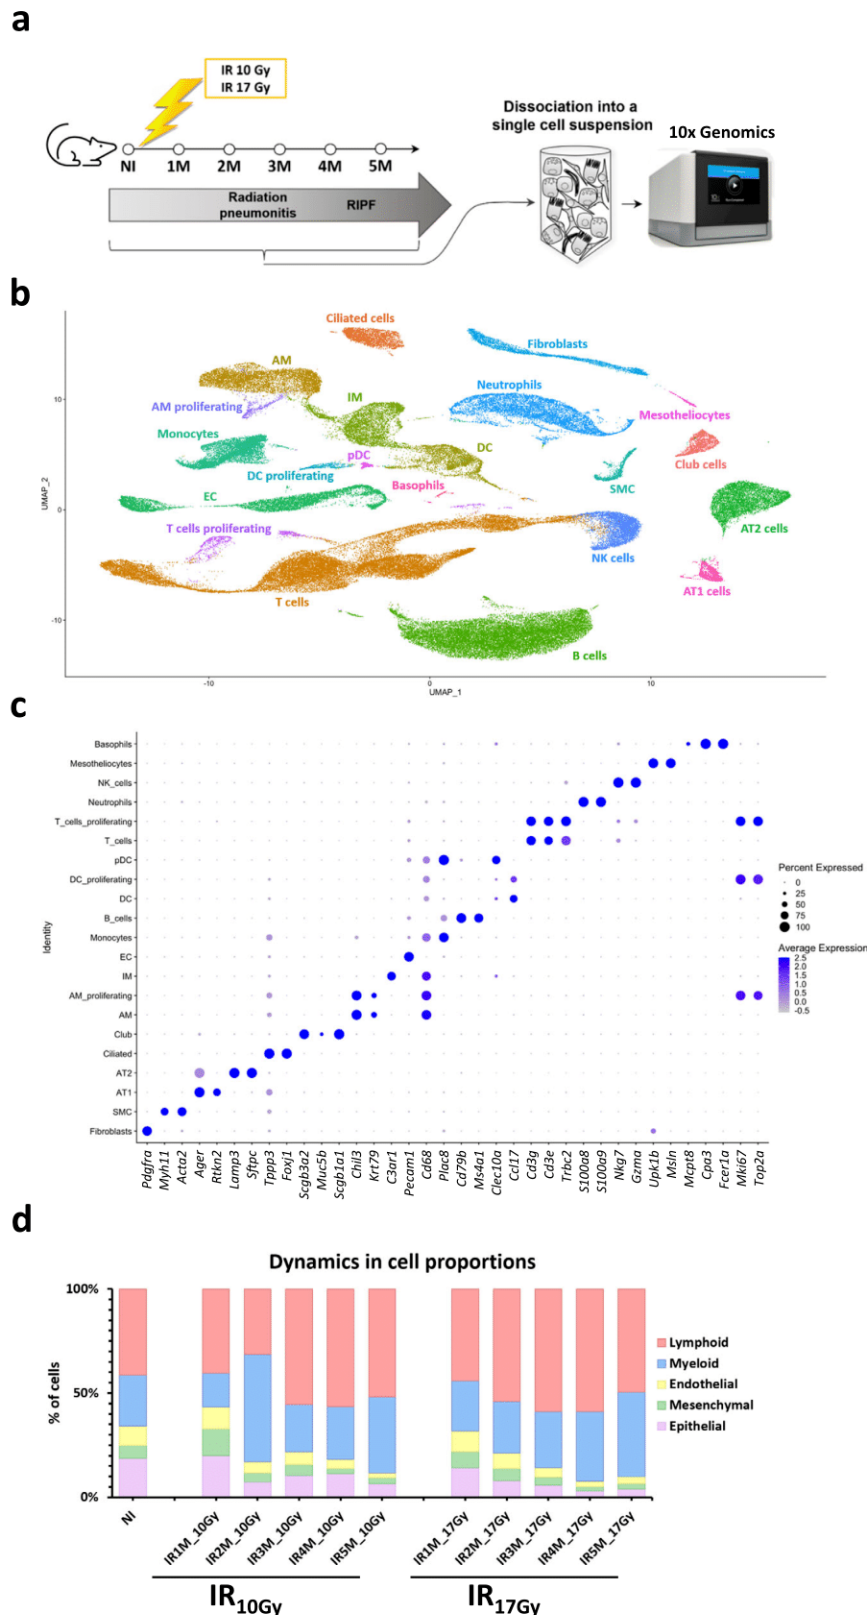 a
IR 10 Gy
IR 17 Gy
NI 1M 2M 3M 4M 5M
Radiation
pneumonitis
RIPF
Dissociation into a
single cell suspension
10x Genomics
b
Ciliated cells
Fibroblasts
AM
AM proliferating
IM
Neutrophils
Mesotheliocytes
Monocytes
pDC
DC
Club cells
DC proliferating
Basophils
SMC
EC
AT2 cells
T cells proliferating
NK cells
AT1 cells
T cells
B cells
UMAP_2
10
0
-10
-10 0 10
UMAP_1
c
Identity
Basophils
Mesotheliocytes
NK_cells
Neutrophils
T_cells_proliferating
T_cells
pDC
DC_proliferating
DC
B_cells
Monocytes
EC
IM
AM_proliferating
AM
Club
Ciliated
AT2
AT1
SMC
Fibroblasts
Pdgfra Myh11 Acta2 Ager Rtkn2 Lamp3 Sftpc Tppp3 Foxj1 Scgb3a2 Muc5b Scgb1a1 Chil3 Krt79 C3ar1 Pecam1 Cd68 Plac8 Cd79b Ms4a1 Clec10a Ccl17 Cd3g Cd3e Trbc2 S100a8 S100a9 Nkg7 Gzma Upk1b Msln Mcpt8 Cpa3 Fcer1a Mki67 Top2a
Percent Expressed
0
25
50
75
100
Average Expression
2.5
2.0
1.5
1.0
0.5
0.0
-0.5
d
Dynamics in cell proportions
% of cells
100%
50%
0%
Lymphoid
Myeloid
Endothelial
Mesenchymal
Epithelial
NI IR1M_10Gy IR2M_10Gy IR3M_10Gy IR4M_10Gy IR5M_10Gy IR1M_17Gy IR2M_17Gy IR3M_17Gy IR4M_17Gy IR5M_17Gy
IR10Gy IR17Gy